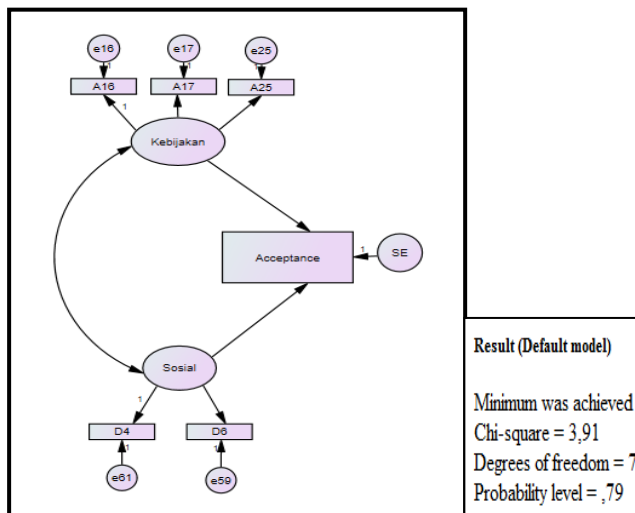 e16 e17 e25
1 1 1
A16 A17 A25
1
Kebijakan
Acceptance
1
SE
Sosial
1
D4 D6
1 1
e61 e59
Result (Default model)
Minimum was achieved
Chi-square = 3,91
Degrees of freedom = 7
Probability level = ,79